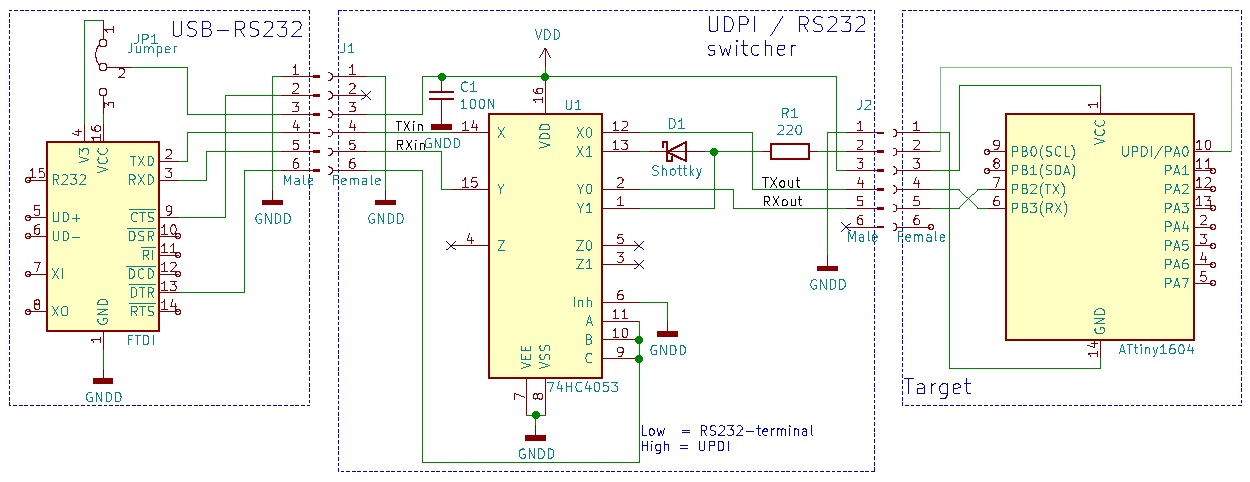 USB-RS232
JP1
Jumper
1
2
3
4
16
V3
VCC
TXD
2
RXD
3
15
R232
5
UD+
6
UD-
7
XI
8
XO
CTS
9
DSR
10
RI
11
DCD
12
DTR
13
RTS
14
GND
1
FTDI
GNDD
1
2
3
4
5
6
Male
GNDD
UDPI / RS232
switcher
J1
1
2
3
4
5
6
Female
GNDD
C1
100N
GNDD
TXin
RXin
VDD
16
U1
VDD
14
X
15
Y
4
Z
X0
12
X1
13
Y0
2
Y1
1
Z0
5
Z1
3
Inh
6
A
11
B
10
C
9
VEE
VSS
7
8
74HC4053
GNDD
GNDD
D1
Shottky
R1
220
TXout
RXout
J2
1
2
3
4
5
6
Male
GNDD
Low = RS232-terminal
High = UPDI
1
2
3
4
5
6
Female
1
VCC
9
PB0(SCL)
8
PB1(SDA)
7
PB2(TX)
6
PB3(RX)
UPDI/PA0
10
PA1
11
PA2
12
PA3
13
PA4
2
PA5
3
PA6
4
PA7
5
GND
14
ATtiny1604
Target